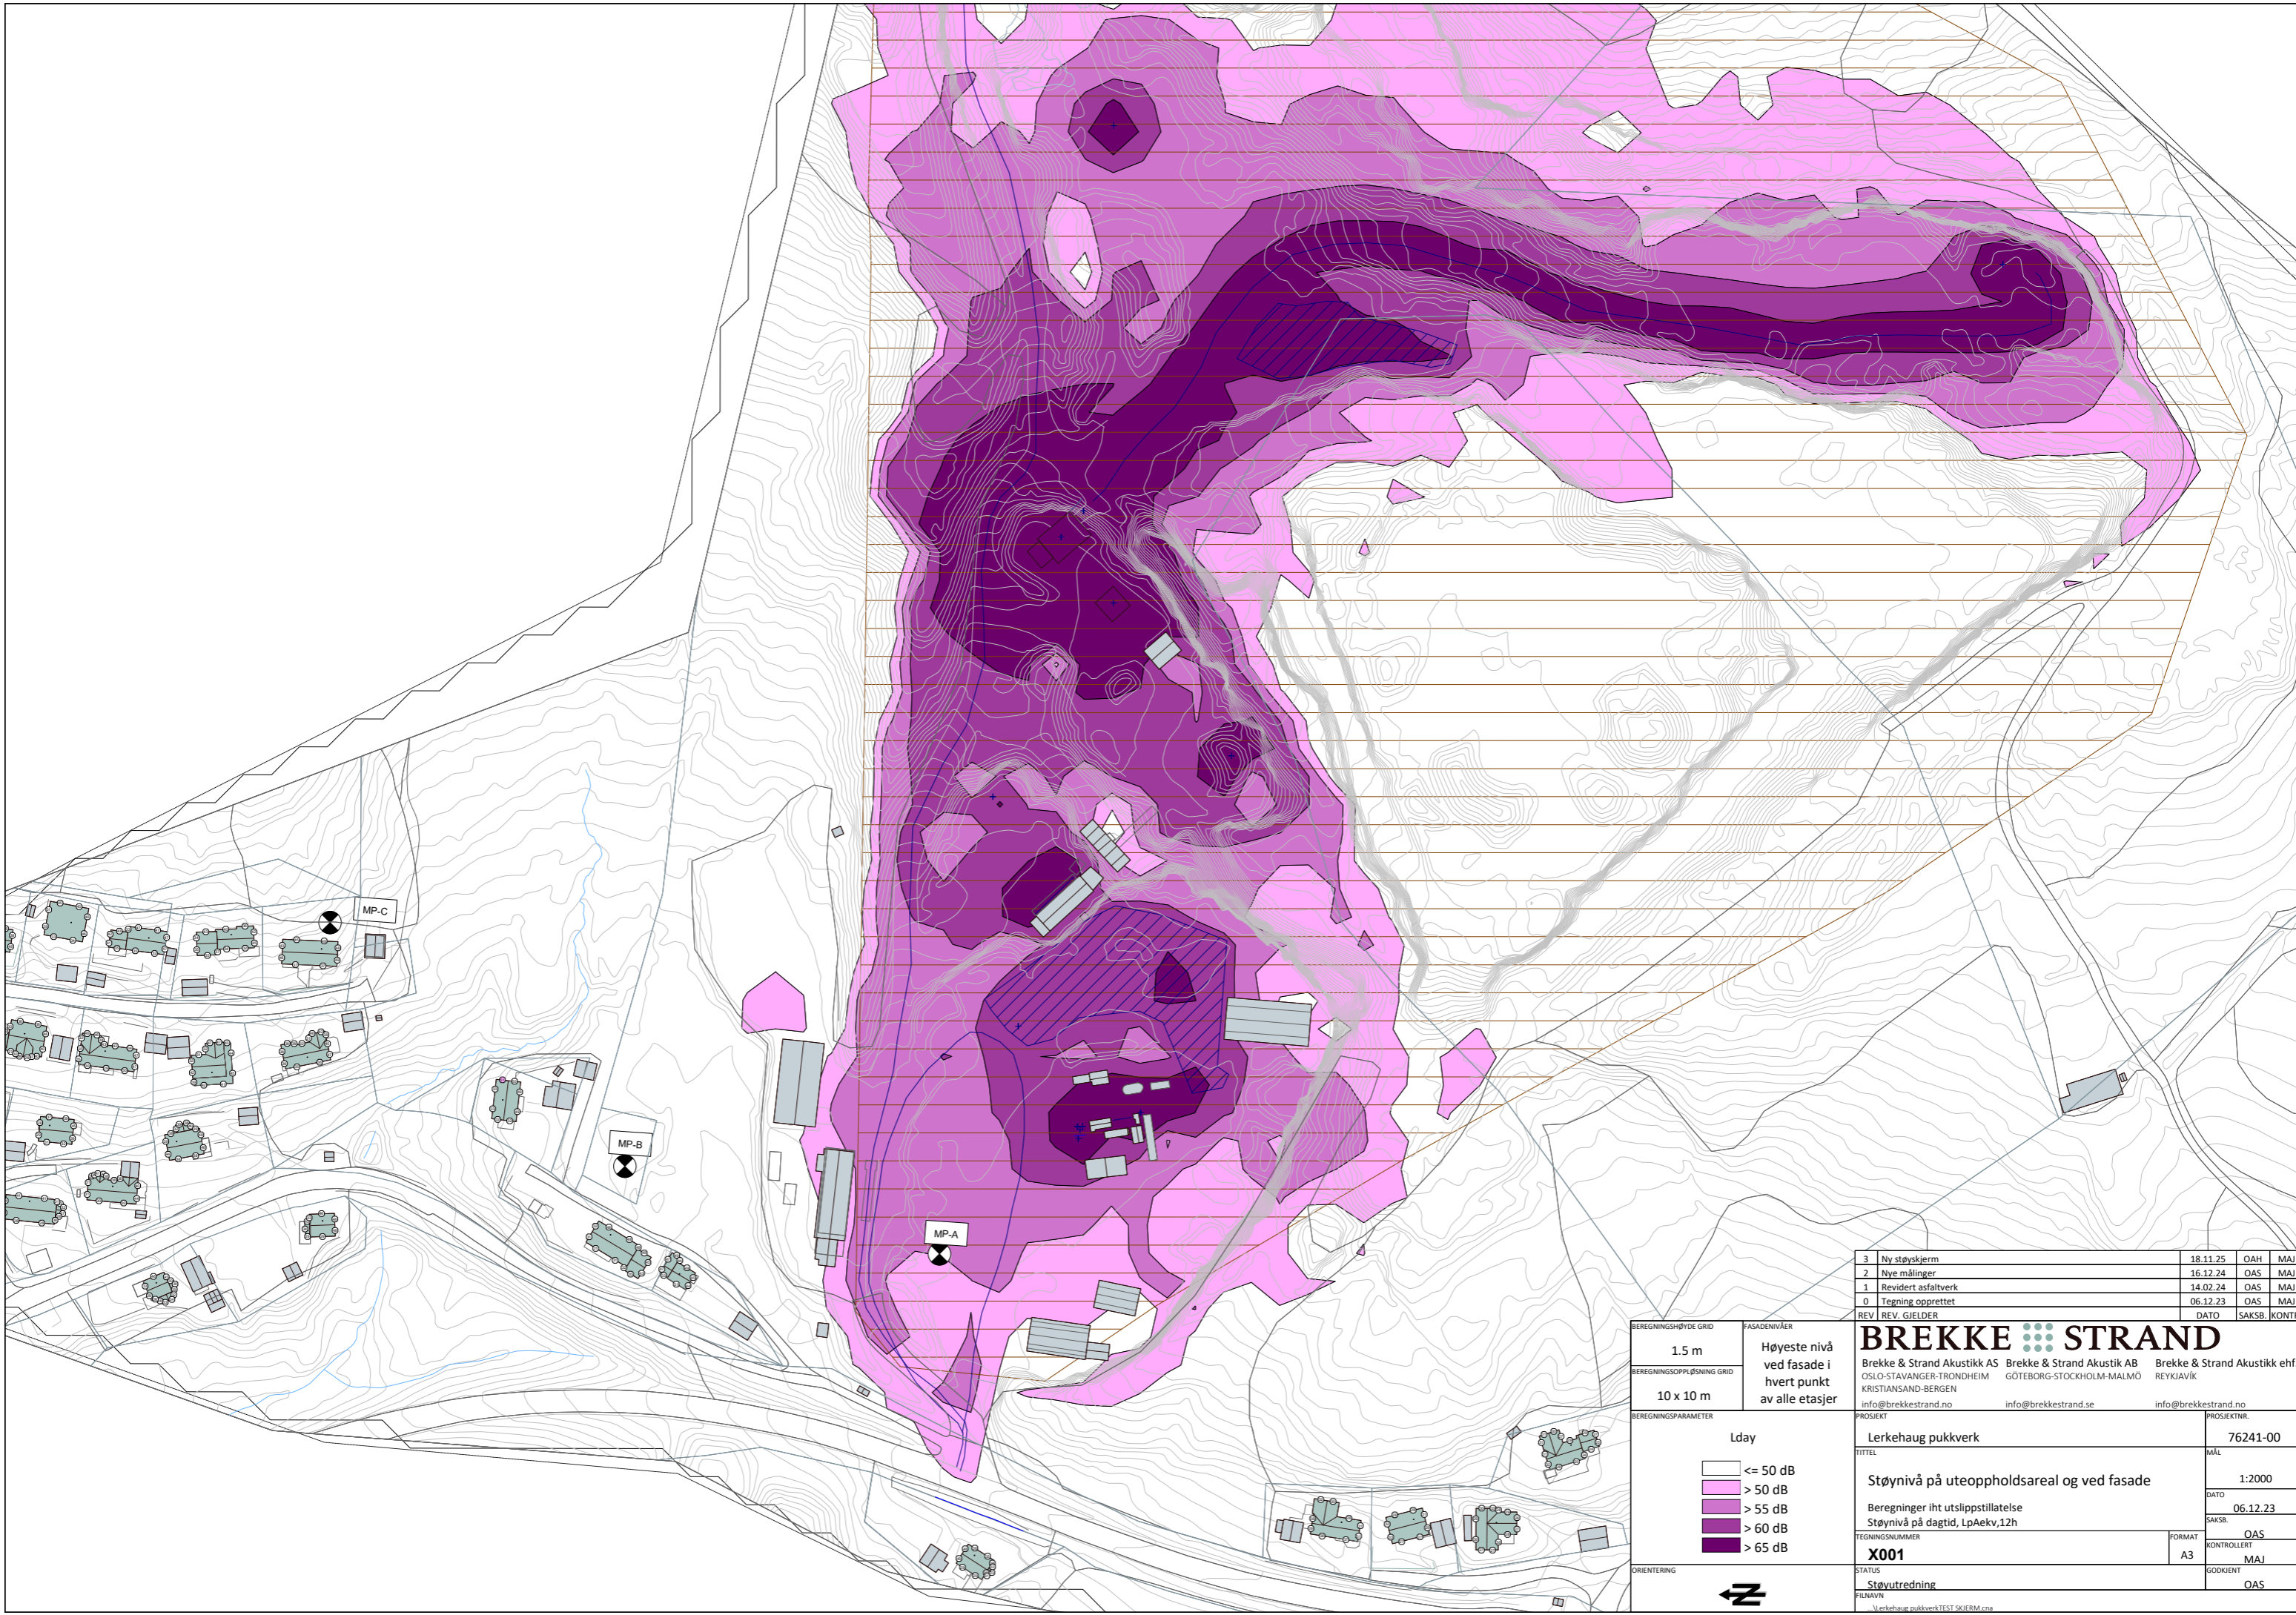 MP-C
MP-B
MP-A
3 Ny støyskjerm 18.11.25 OAH MAJ
2 Nye målinger 16.12.24 OAS MAJ
1 Revidert asfaltverk 14.02.24 OAS MAJ
0 Tegning opprettet 06.12.23 OAS MAJ
REV REV. GJELDER DATO SAKSB.
BEREGNINGSHØYDE GRID
1.5 m
BEREGNINGSOPPLØSNING GRID
10 x 10 m
FASADENIVÅER
Høyeste nivå
ved fasade i
hvert punkt
av alle etasjer
BREKKE STRAND
Brekke & Strand Akustikk AS Brekke & Strand Akustik AB Brekke & Strand Akustikk ehf
OSLO-STAVANGER-TRONDHEIM GÖTEBORG-STOCKHOLM-MALMÖ REYKJAVÍK
KRISTIANSAND-BERGEN
info@brekkestrand.no info@brekkestrand.se info@brekkestrand.no
BEREGNINGSPARAMETER
Lday
<= 50 dB
> 50 dB
> 55 dB
> 60 dB
> 65 dB
ORIENTERING
PROSJEKT
Lerkehaug pukkverk
PROSJEKTNR.
76241-00
TITTEL
Støynivå på uteoppholdsareal og ved fasade
Beregninger iht utslippstillatelse
Støynivå på dagtid, LpAekv,12h
MÅL
1:2000
DATO
06.12.23
SAKSB.
OAS
TEGNINGSNUMMER
X001
FORMAT
A3
KONTROLLERT
MAJ
STATUS
Støyutredning
GODKJENT
OAS
FILNAVN
...\Lerkehaug pukkverkTEST SKJERM.cna